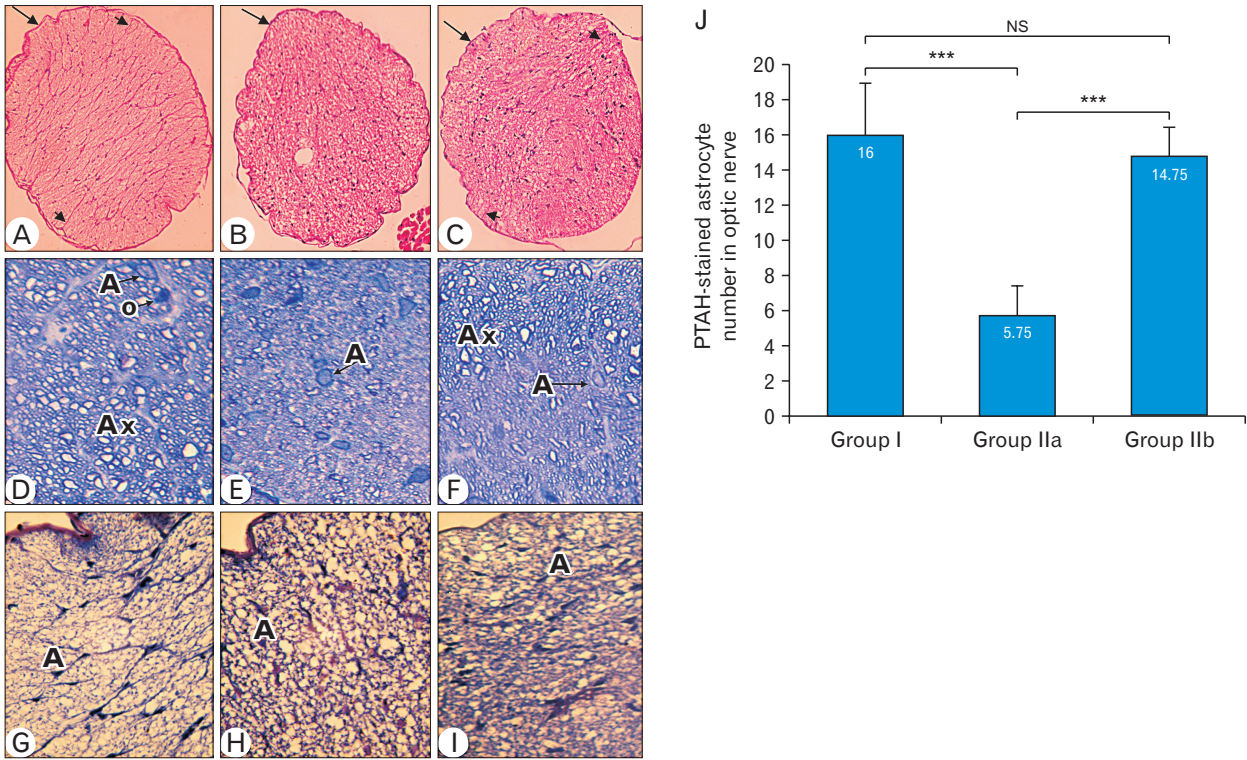 A
B
C
A
O
Ax
D
A
E
Ax
A
F
A
G
A
H
A
I
J
NS
***
***
PTAH-stained astrocyte
number in optic nerve
20
18
16
14
12
10
8
6
4
2
0
16
5.75
14.75
Group I
Group IIa
Group IIb